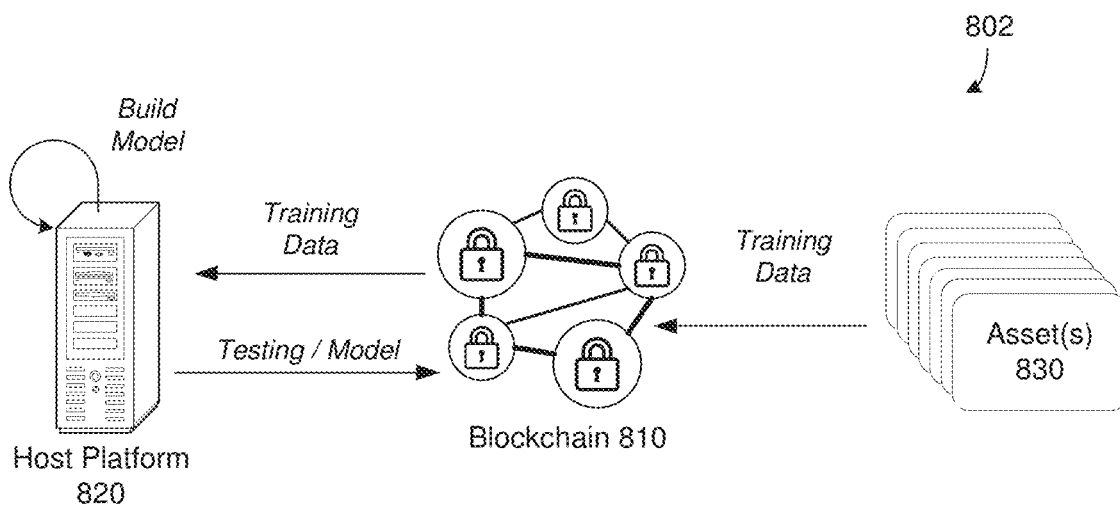 802
Build
Model
Training
Data
Training
Data
Testing / Model
Asset(s)
830
Blockchain 810
Host Platform
820